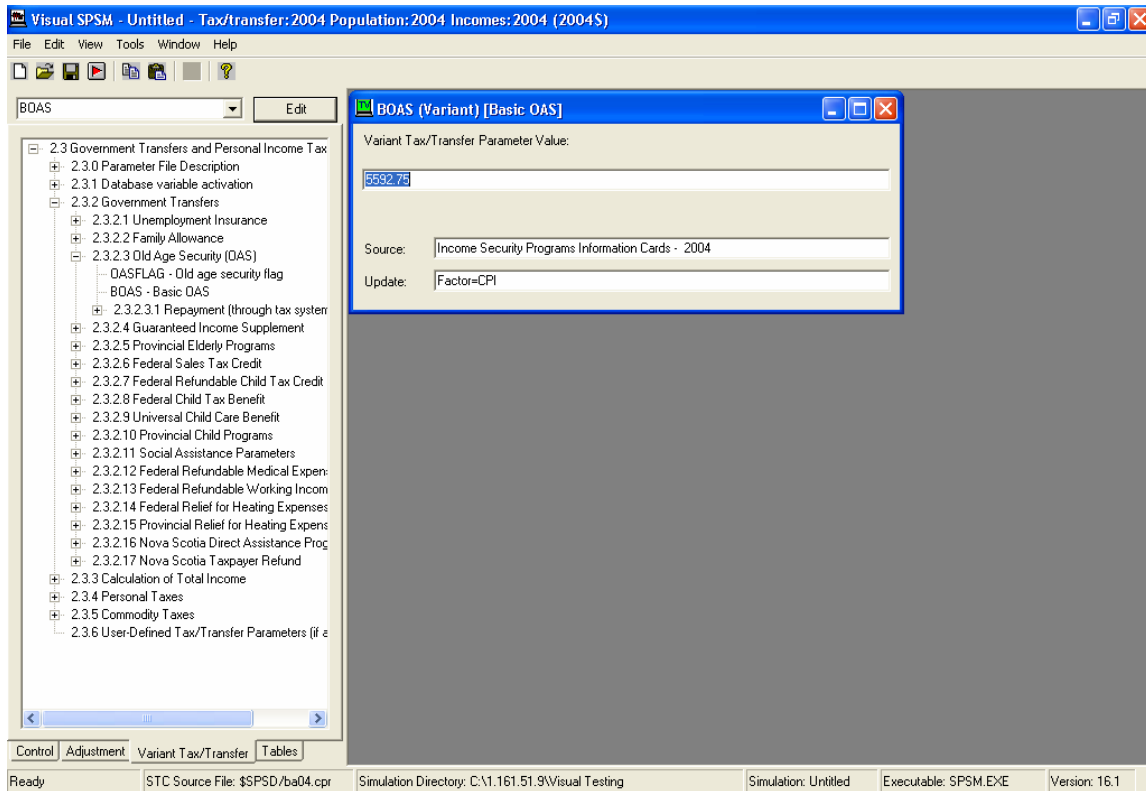 Visual SPSM - Untitled - Tax/transfer:2004 Population:2004 Incomes:2004 (2004$)
File Edit View Tools Window Help
BOAS
Edit
2.3 Government Transfers and Personal Income Tax
2.3.0 Parameter File Description
2.3.1 Database variable activation
2.3.2 Government Transfers
2.3.2.1 Unemployment Insurance
2.3.2.2 Family Allowance
2.3.2.3 Old Age Security (OAS)
OASFLAG - Old age security flag
BOAS - Basic OAS
2.3.2.3.1 Repayment (through tax system
2.3.2.4 Guaranteed Income Supplement
2.3.2.5 Provincial Elderly Programs
2.3.2.6 Federal Sales Tax Credit
2.3.2.7 Federal Refundable Child Tax Credit
2.3.2.8 Federal Child Tax Benefit
2.3.2.9 Universal Child Care Benefit
2.3.2.10 Provincial Child Programs
2.3.2.11 Social Assistance Parameters
2.3.2.12 Federal Refundable Medical Expen
2.3.2.13 Federal Refundable Working Incom
2.3.2.14 Federal Relief for Heating Expenses
2.3.2.15 Provincial Relief for Heating Expens
2.3.2.16 Nova Scotia Direct Assistance Prog
2.3.2.17 Nova Scotia Taxpayer Refund
2.3.3 Calculation of Total Income
2.3.4 Personal Taxes
2.3.5 Commodity Taxes
2.3.6 User-Defined Tax/Transfer Parameters (if a
Control Adjustment Variant Tax/Transfer Tables
BOAS (Variant) [Basic OAS]
Variant Tax/Transfer Parameter Value:
5592.75
Source: Income Security Programs Information Cards - 2004
Update: Factor=CPI
Ready STC Source File: $SPSD/ba04.cpr Simulation Directory: C:\1.161.51.9\Visual Testing Simulation: Untitled Executable: SPSM.EXE Version: 16.1